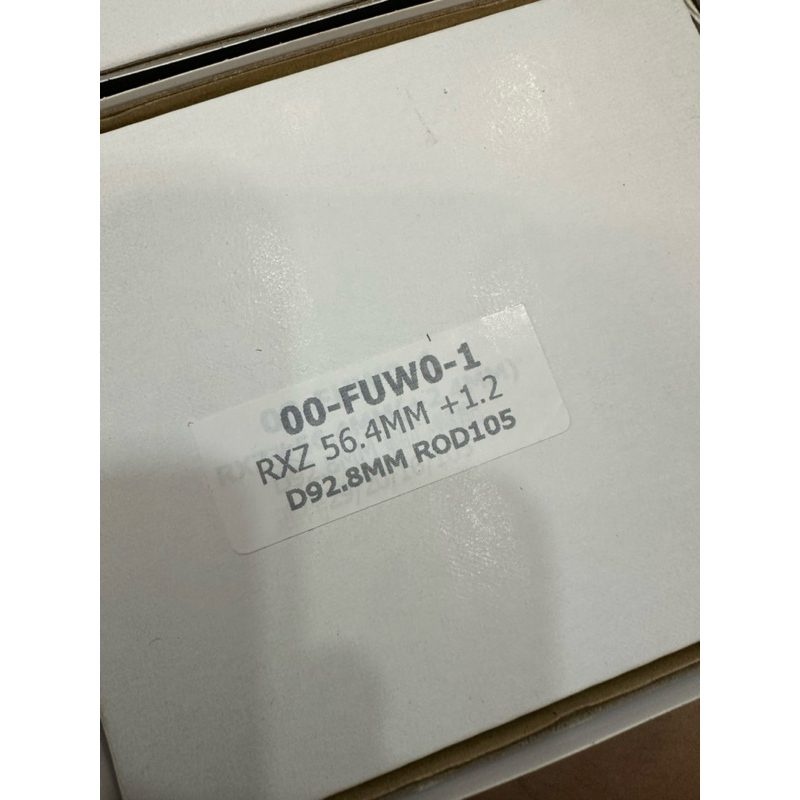 00-FUW0-1
RXZ 56.4MM +1.2
D92.8MM ROD105